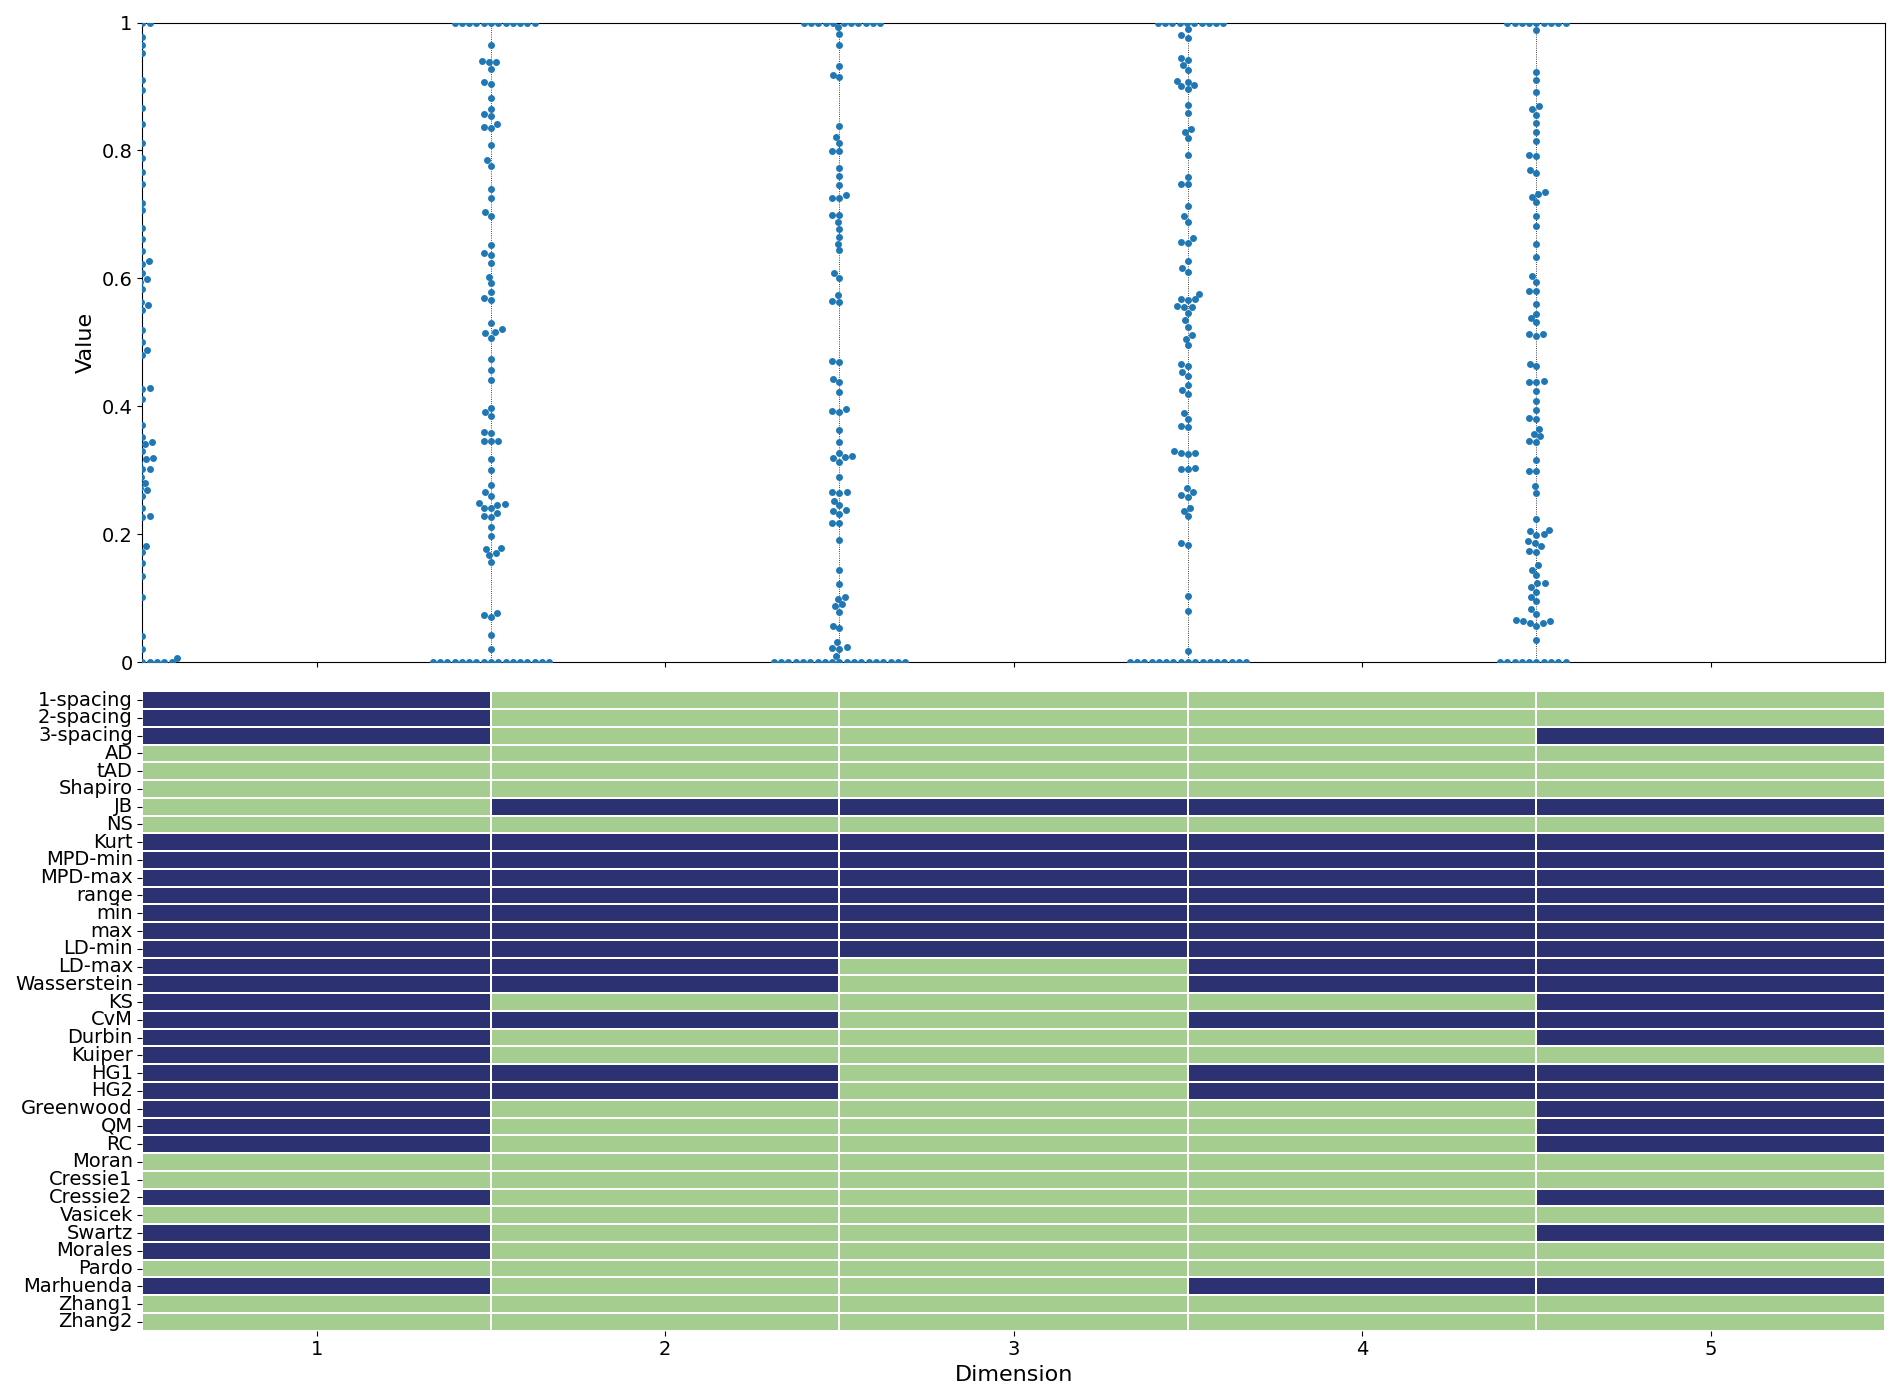 1
0.8
0.6
0.4
0.2
0
Value
1-spacing
2-spacing
3-spacing
AD
tAD
Shapiro
JB
NS
Kurt
MPD-min
MPD-max
range
min
max
LD-min
LD-max
Wasserstein
KS
CvM
Durbin
Kuiper
HG1
HG2
Greenwood
QM
RC
Moran
Cressie1
Cressie2
Vasicek
Swartz
Morales
Pardo
Marhuenda
Zhang1
Zhang2
1 2 3 4 5
Dimension